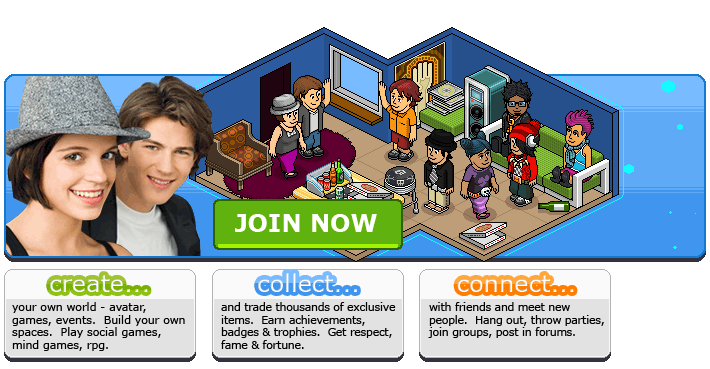 JOIN NOW
create...
your own world - avatar,
games, events.  Build your own
spaces.  Play social games,
mind games, rpg.
collect...
and trade thousands of exclusive
items.  Earn achievements,
badges & trophies.  Get respect,
fame & fortune.
connect...
with friends and meet new
people.  Hang out, throw parties,
join groups, post in forums.